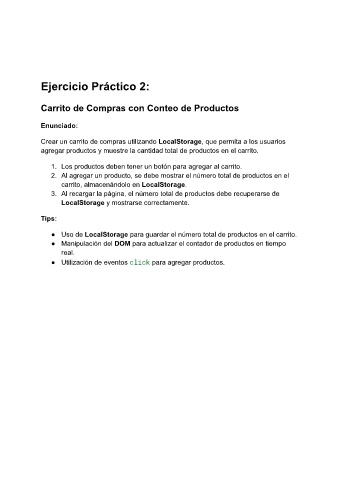 Ejercicio Práctico 2:
Carrito de Compras con Conteo de Productos
Enunciado:
Crear un carrito de compras utilizando LocalStorage, que permita a los usuarios
agregar productos y muestre la cantidad total de productos en el carrito.
1. Los productos deben tener un botón para agregar al carrito.
2. Al agregar un producto, se debe mostrar el número total de productos en el
carrito, almacenándolo en LocalStorage.
3. Al recargar la página, el número total de productos debe recuperarse de
LocalStorage y mostrarse correctamente.
Tips:
● Uso de LocalStorage para guardar el número total de productos en el carrito.
● Manipulación del DOM para actualizar el contador de productos en tiempo
real.
● Utilización de eventos click para agregar productos.